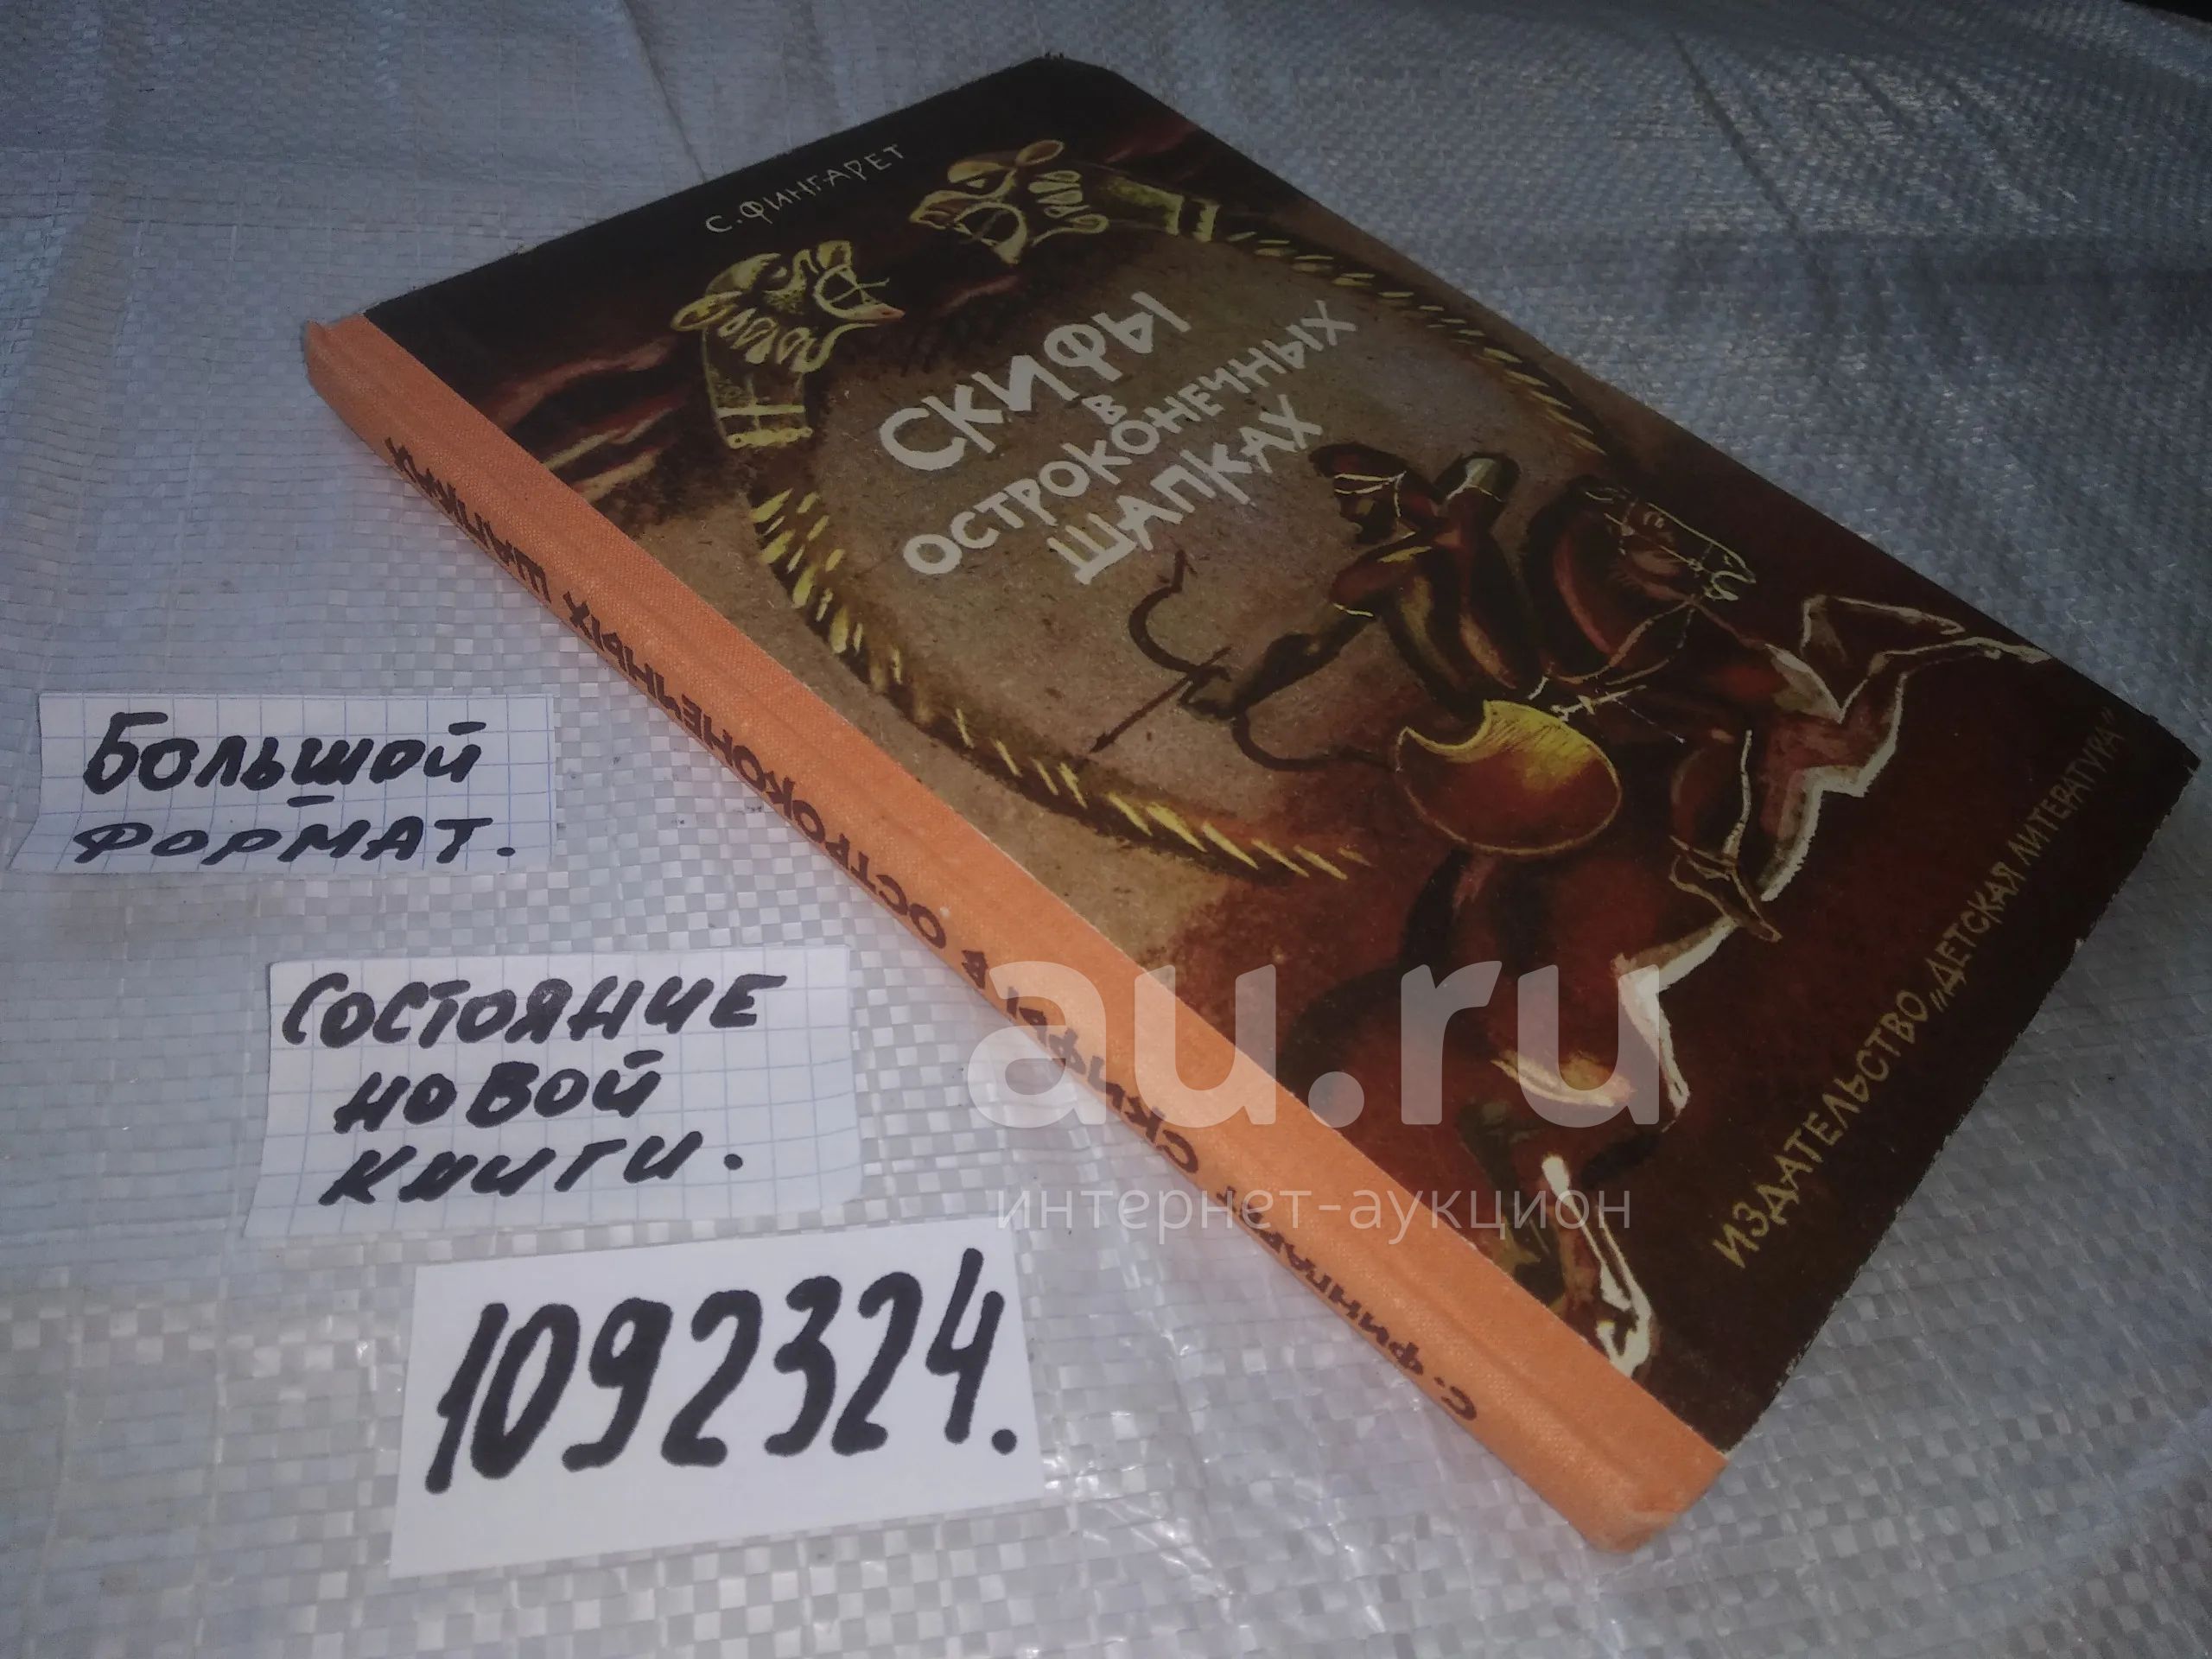 С. ФИНГАРЕТ
СКИФЫ
В
ОСТРОКОНЕЧНЫХ
ШАПКАХ
ИЗДАТЕЛЬСТВО „ДЕТСКАЯ ЛИТЕРАТУРА“
С. ФИНГАРЕТ СКИФЫ В ОСТРОКОНЕЧНЫХ ШАПКАХ
БОЛЬШОЙ
ФОРМАТ.
СОСТОЯНИЕ
НОВОЙ
КНИГИ.
1092324.
au.ru
интернет-аукцион